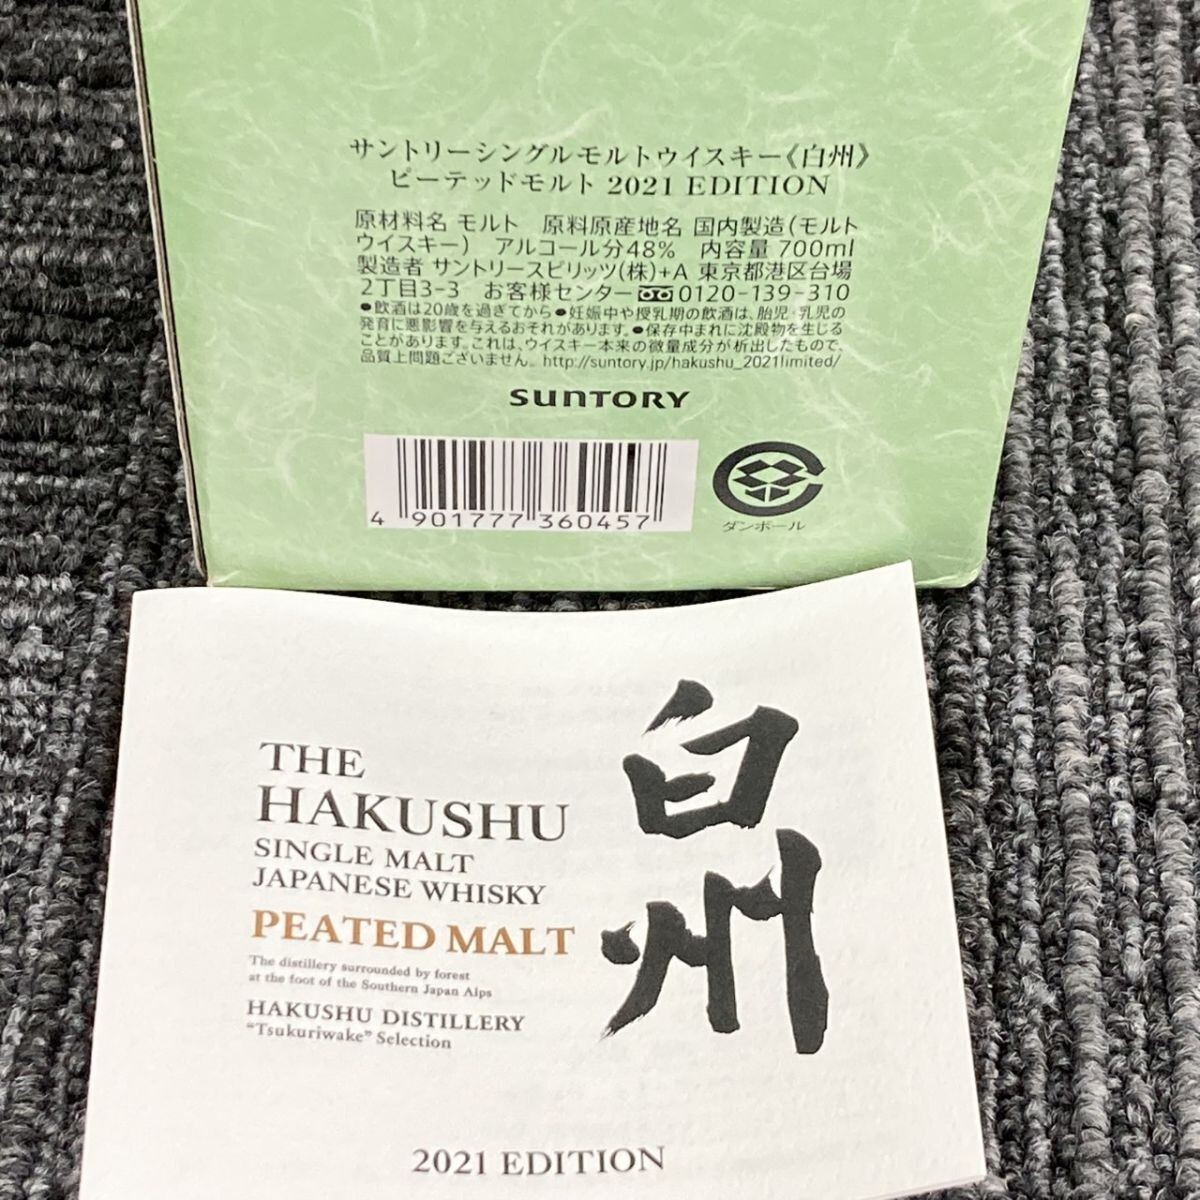 サントリーシングルモルトウイスキー《白州》
ピーテッドモルト 2021 EDITION
原材料名 モルト 原料原産地名 国内製造(モルト
ウイスキー) アルコール分48% 内容量 700ml
製造者 サントリースピリッツ(株)+A 東京都港区台場
2丁目3-3 お客様センター 0120-139-310
●飲酒は20歳を過ぎてから●妊娠中や授乳期の飲酒は、胎児・乳児の
発育に悪影響を与えるおそれがあります。●保存中まれに沈殿物を生じる
ことがあります。これは、ウイスキー本来の微量成分が析出したもので、
品質上問題ございません。http://suntory.jp/hakushu_2021limited/
SUNTORY
4 901777 360457
ダンボール
THE
HAKUSHU
SINGLE MALT
JAPANESE WHISKY
PEATED MALT
The distillery surrounded by forest
at the foot of the Southern Japan Alps
HAKUSHU DISTILLERY
"Tsukuriwake" Selection
白州
2021 EDITION